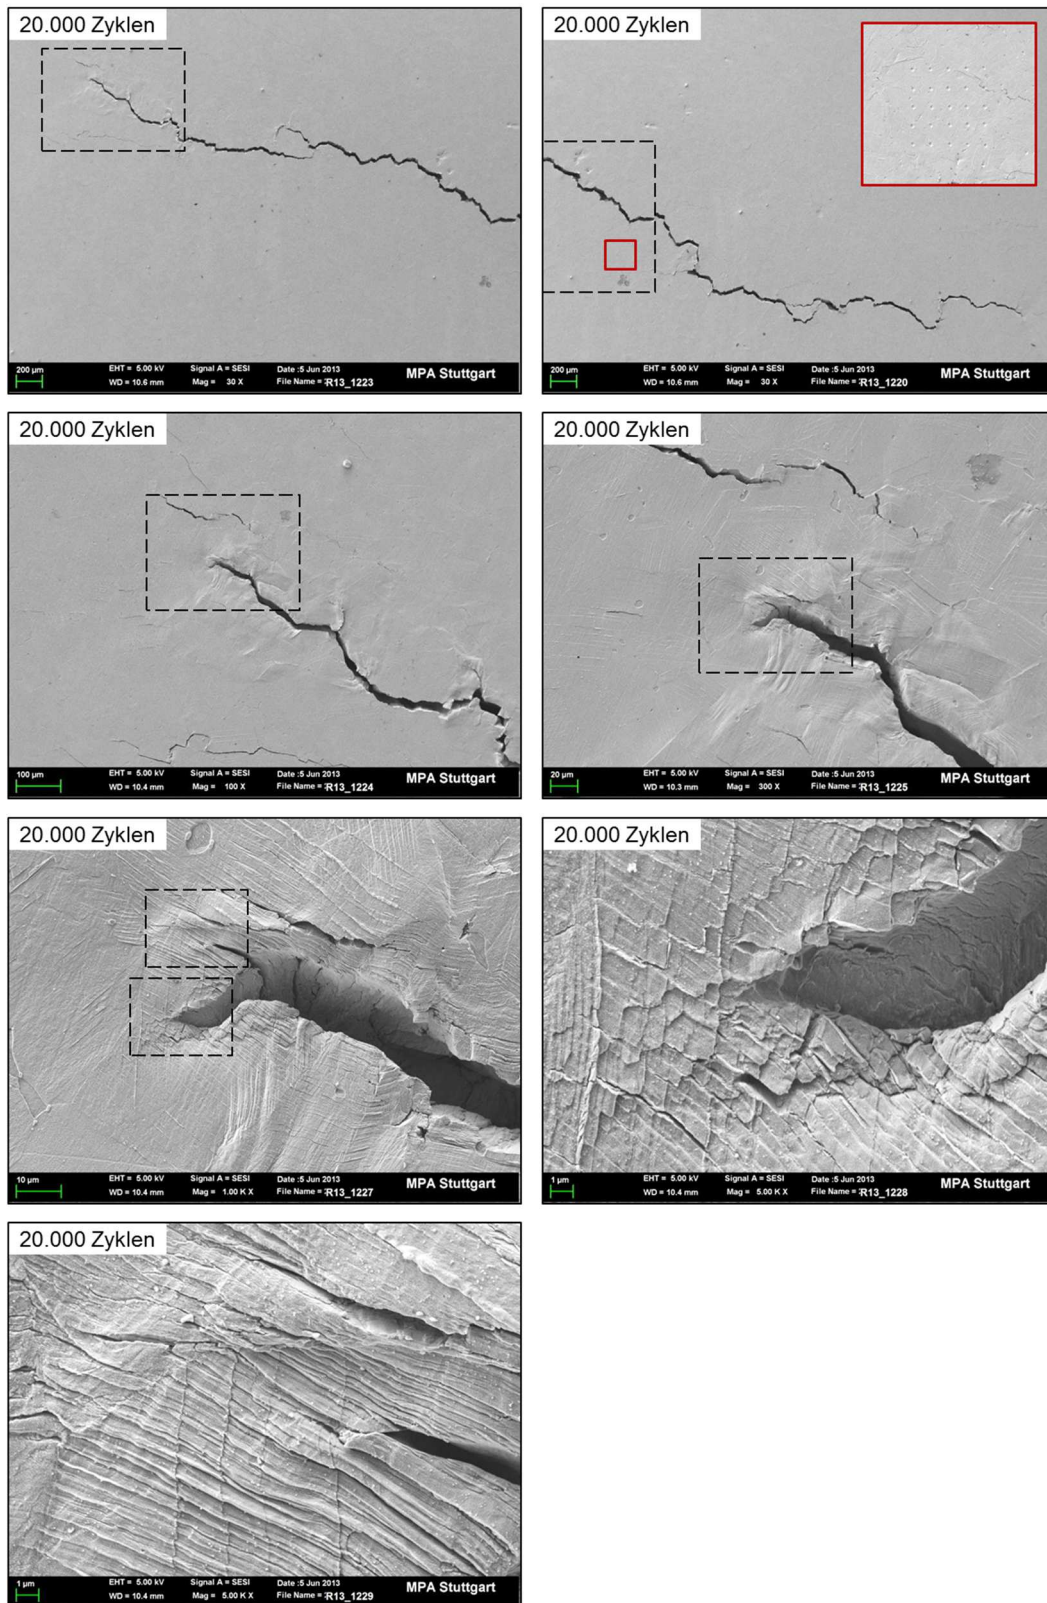 20.000 Zyklen
200 µm
EHT = 5.00 kV Signal A = SESI Date :5 Jun 2013
WD = 10.6 mm Mag = 30 X File Name = :R13_1223
MPA Stuttgart
20.000 Zyklen
200 µm
EHT = 5.00 kV Signal A = SESI Date :5 Jun 2013
WD = 10.6 mm Mag = 30 X File Name = :R13_1220
MPA Stuttgart
20.000 Zyklen
100 µm
EHT = 5.00 kV Signal A = SESI Date :5 Jun 2013
WD = 10.4 mm Mag = 100 X File Name = :R13_1224
MPA Stuttgart
20.000 Zyklen
20 µm
EHT = 5.00 kV Signal A = SESI Date :5 Jun 2013
WD = 10.3 mm Mag = 300 X File Name = :R13_1225
MPA Stuttgart
20.000 Zyklen
10 µm
EHT = 5.00 kV Signal A = SESI Date :5 Jun 2013
WD = 10.4 mm Mag = 1.00 K X File Name = :R13_1227
MPA Stuttgart
20.000 Zyklen
1 µm
EHT = 5.00 kV Signal A = SESI Date :5 Jun 2013
WD = 10.4 mm Mag = 5.00 K X File Name = :R13_1228
MPA Stuttgart
20.000 Zyklen
1 µm
EHT = 5.00 kV Signal A = SESI Date :5 Jun 2013
WD = 10.4 mm Mag = 5.00 K X File Name = :R13_1229
MPA Stuttgart